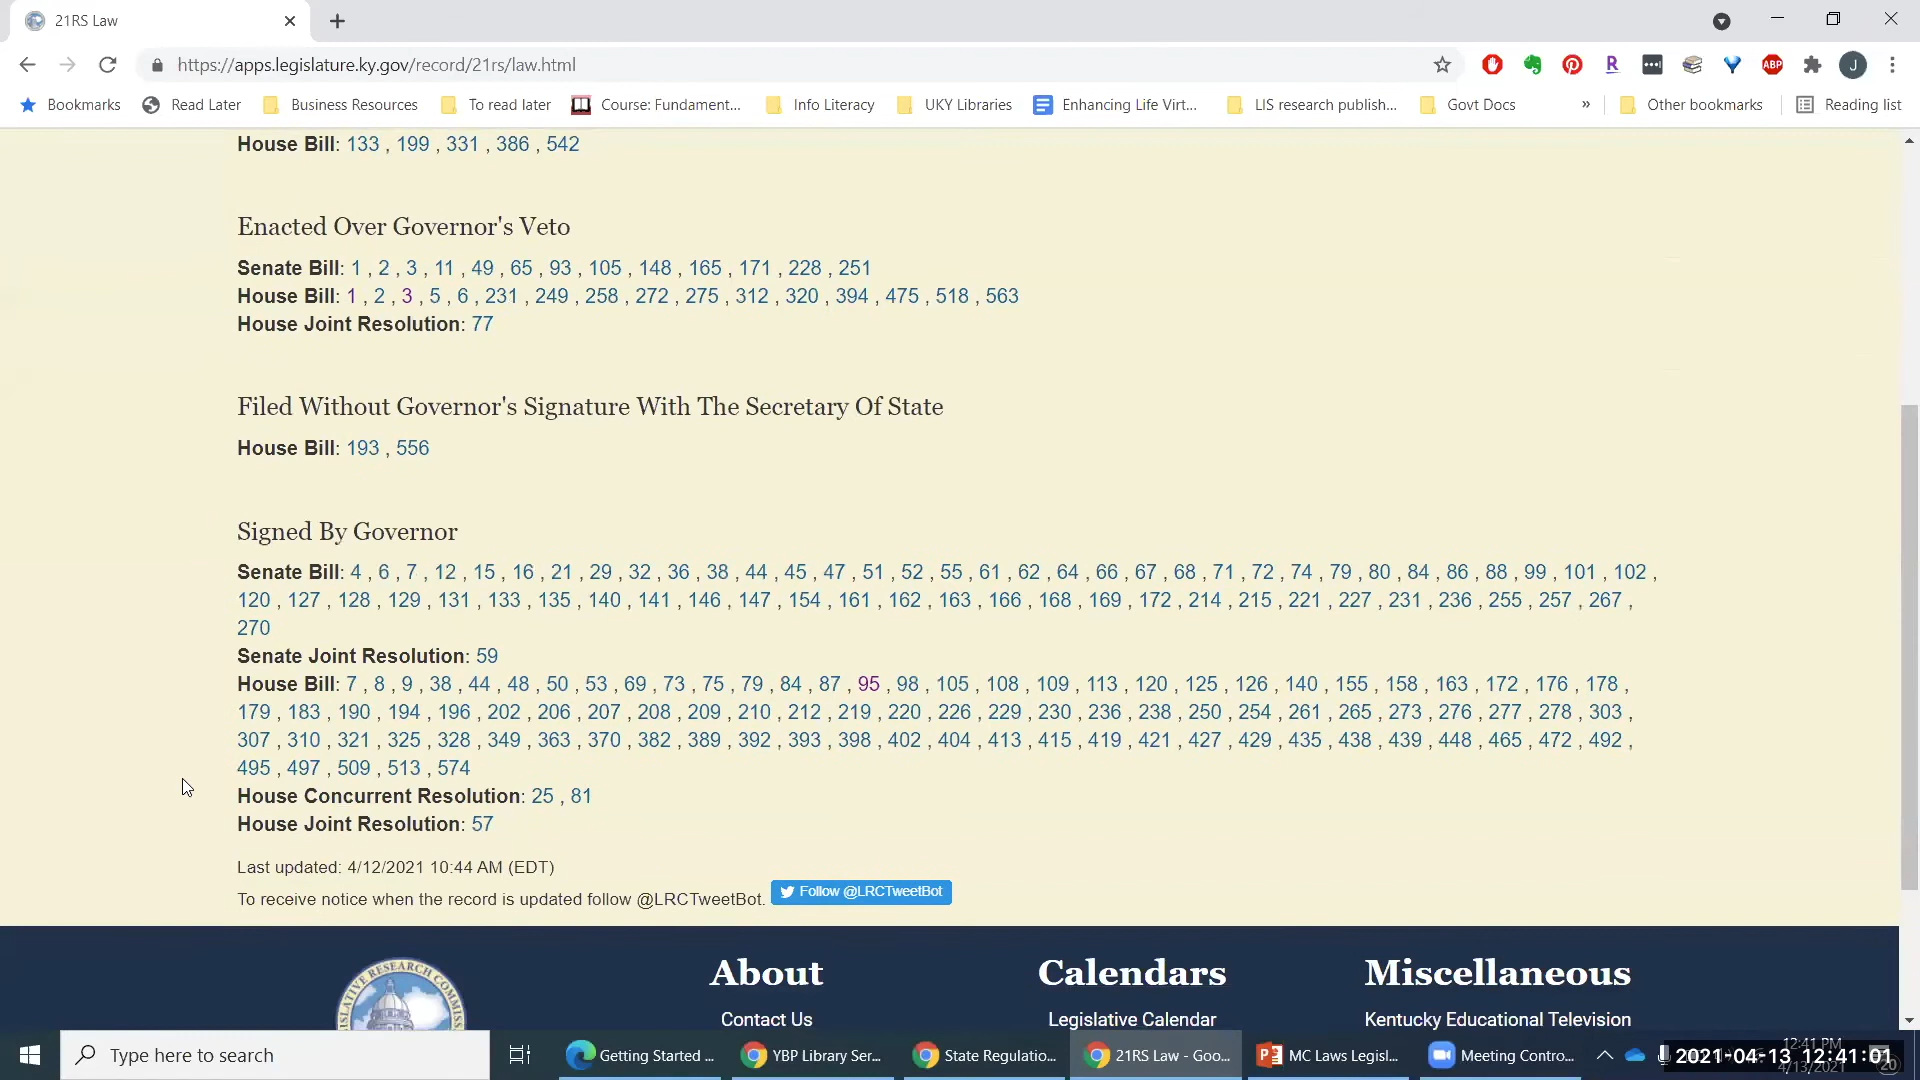 21RS Law
https://apps.legislature.ky.gov/record/21rs/law.html
R
ABP
J
Bookmarks
Read Later
Business Resources
To read later
Course: Fundament...
Info Literacy
UKY Libraries
Enhancing Life Virt...
LIS research publish...
Govt Docs
»
Other bookmarks
Reading list
House Bill: 133 , 199 , 331 , 386 , 542
Enacted Over Governor's Veto
Senate Bill: 1 , 2 , 3 , 11 , 49 , 65 , 93 , 105 , 148 , 165 , 171 , 228 , 251
House Bill: 1 , 2 , 3 , 5 , 6 , 231 , 249 , 258 , 272 , 275 , 312 , 320 , 394 , 475 , 518 , 563
House Joint Resolution: 77
Filed Without Governor's Signature With The Secretary Of State
House Bill: 193 , 556
Signed By Governor
Senate Bill: 4 , 6 , 7 , 12 , 15 , 16 , 21 , 29 , 32 , 36 , 38 , 44 , 45 , 47 , 51 , 52 , 55 , 61 , 62 , 64 , 66 , 67 , 68 , 71 , 72 , 74 , 79 , 80 , 84 , 86 , 88 , 99 , 101 , 102 ,
120 , 127 , 128 , 129 , 131 , 133 , 135 , 140 , 141 , 146 , 147 , 154 , 161 , 162 , 163 , 166 , 168 , 169 , 172 , 214 , 215 , 221 , 227 , 231 , 236 , 255 , 257 , 267 ,
270
Senate Joint Resolution: 59
House Bill: 7 , 8 , 9 , 38 , 44 , 48 , 50 , 53 , 69 , 73 , 75 , 79 , 84 , 87 , 95 , 98 , 105 , 108 , 109 , 113 , 120 , 125 , 126 , 140 , 155 , 158 , 163 , 172 , 176 , 178 ,
179 , 183 , 190 , 194 , 196 , 202 , 206 , 207 , 208 , 209 , 210 , 212 , 219 , 220 , 226 , 229 , 230 , 236 , 238 , 250 , 254 , 261 , 265 , 273 , 276 , 277 , 278 , 303 ,
307 , 310 , 321 , 325 , 328 , 349 , 363 , 370 , 382 , 389 , 392 , 393 , 398 , 402 , 404 , 413 , 415 , 419 , 421 , 427 , 429 , 435 , 438 , 439 , 448 , 465 , 472 , 492 ,
495 , 497 , 509 , 513 , 574
House Concurrent Resolution: 25 , 81
House Joint Resolution: 57
Last updated: 4/12/2021 10:44 AM (EDT)
To receive notice when the record is updated follow @LRCTweetBot. Follow @LRCTweetBot
About
Calendars
Miscellaneous
Contact Us
Legislative Calendar
Kentucky Educational Television
Type here to search
Getting Started ...
YBP Library Ser...
State Regulatio...
21RS Law - Goo...
MC Laws Legisl...
Meeting Contro...
12:41 PM
4/13/2021
2021-04-13 12:41:01
20